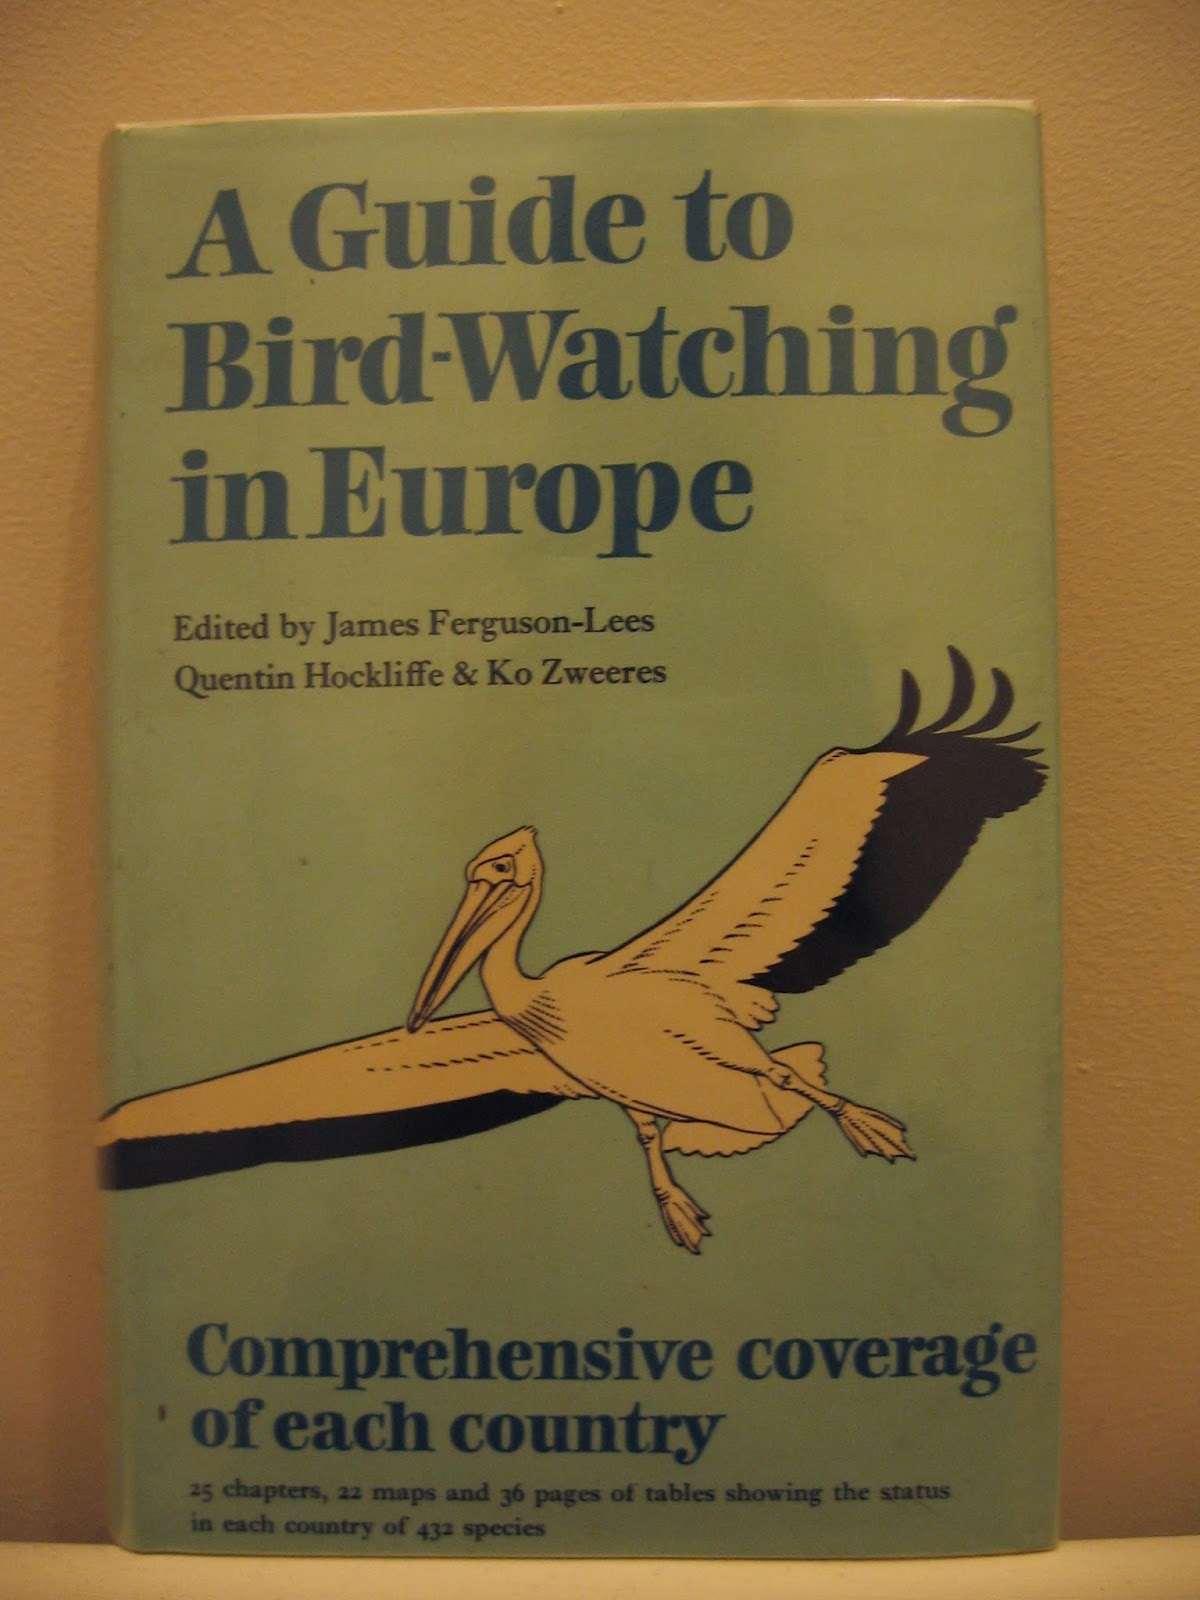 A Guide to
Bird-Watching
in Europe
Edited by James Ferguson-Lees
Quentin Hockliffe & Ko Zweeres
Comprehensive coverage
of each country
25 chapters, 22 maps and 36 pages of tables showing the status
in each country of 432 species